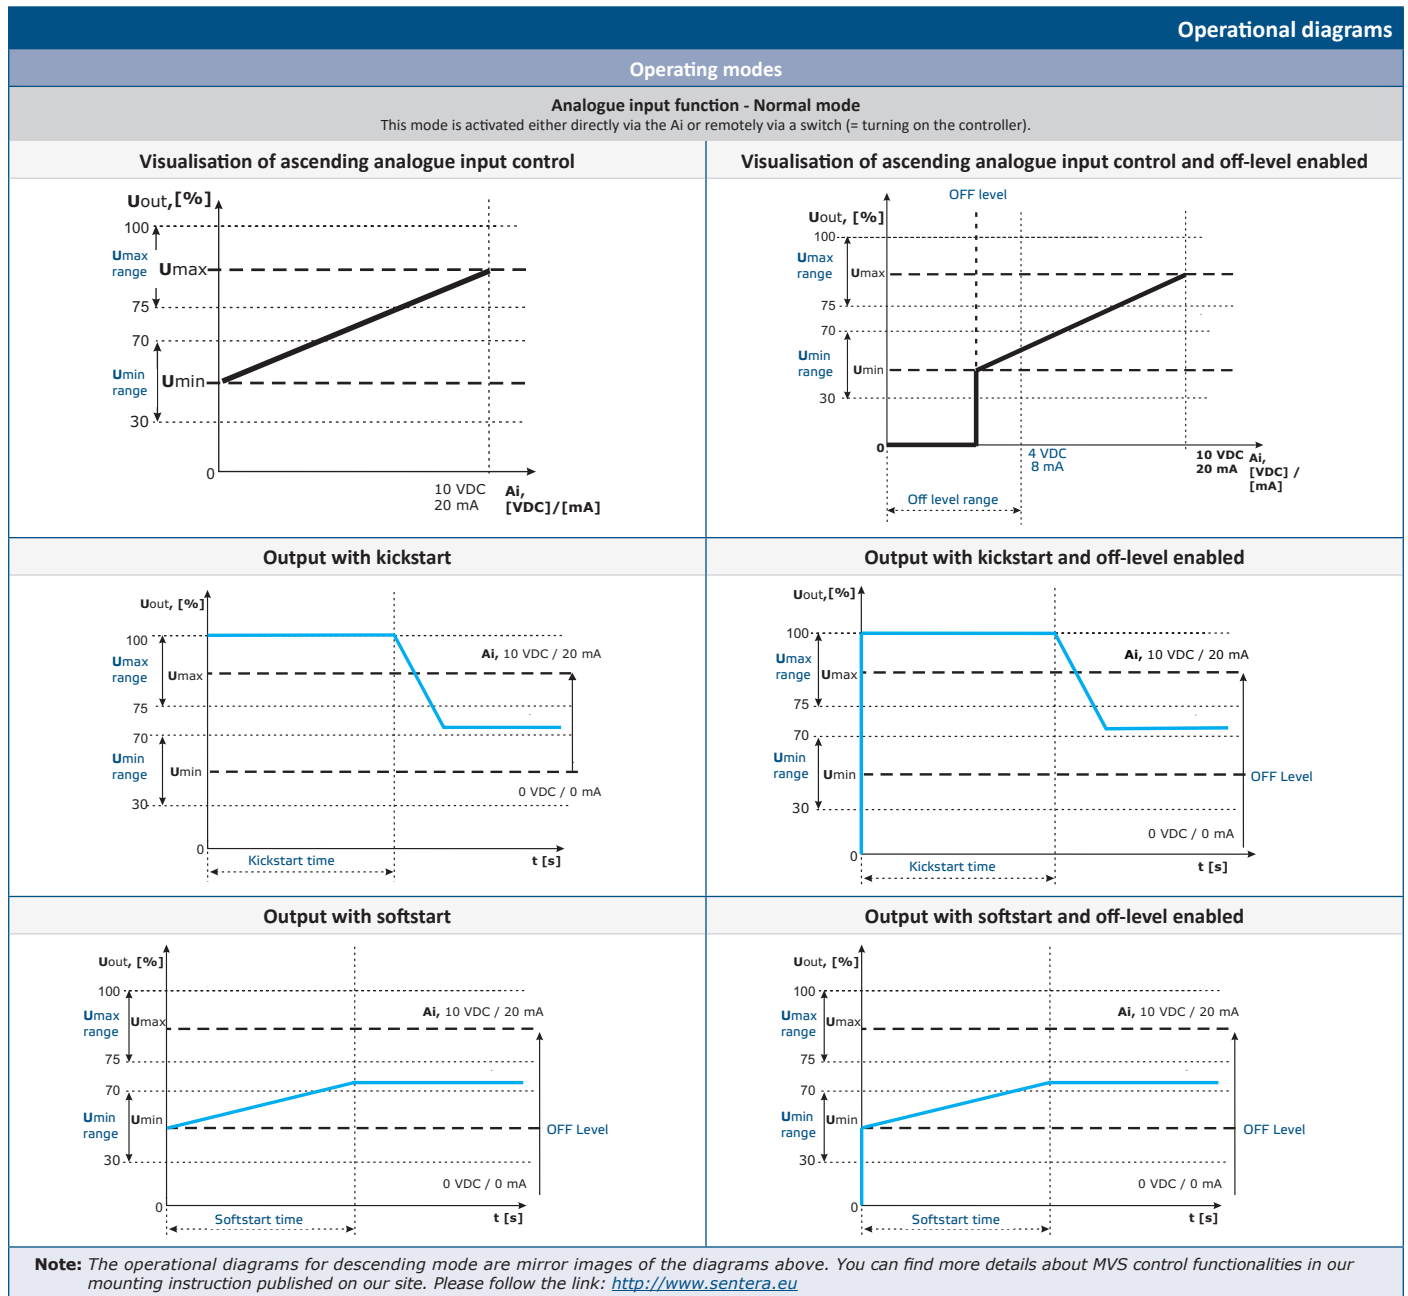 Operational diagrams
Operating modes
Analogue input function - Normal mode
This mode is activated either directly via the Ai or remotely via a switch (= turning on the controller).
Visualisation of ascending analogue input control
Uout, [%]
100
Umax
range
Umax
75
70
Umin
range
Umin
30
0
10 VDC
20 mA
Ai,
[VDC]/[mA]
Visualisation of ascending analogue input control and off-level enabled
OFF level
Uout, [%]
100
Umax
range
Umax
75
70
Umin
range
Umin
30
0
4 VDC
8 mA
10 VDC
20 mA
Ai,
[VDC] /
[mA]
Off level range
Output with kickstart
Uout, [%]
100
Ai, 10 VDC / 20 mA
Umax
range
Umax
75
70
Umin
range
Umin
0 VDC / 0 mA
30
0
Kickstart time
t [s]
Output with kickstart and off-level enabled
Uout,[%]
100
Ai, 10 VDC / 20 mA
Umax
range
Umax
75
70
Umin
range
Umin
OFF Level
30
0 VDC / 0 mA
0
Kickstart time
t [s]
Output with softstart
Uout, [%]
100
Ai, 10 VDC / 20 mA
Umax
range
Umax
75
70
Umin
range
Umin
OFF Level
30
0 VDC / 0 mA
0
Softstart time
t [s]
Output with softstart and off-level enabled
Uout, [%]
100
Ai, 10 VDC / 20 mA
Umax
range
Umax
75
70
Umin
range
Umin
OFF Level
30
0 VDC / 0 mA
0
Softstart time
t [s]
Note: The operational diagrams for descending mode are mirror images of the diagrams above. You can find more details about MVS control functionalities in our
mounting instruction published on our site. Please follow the link: http://www.sentera.eu